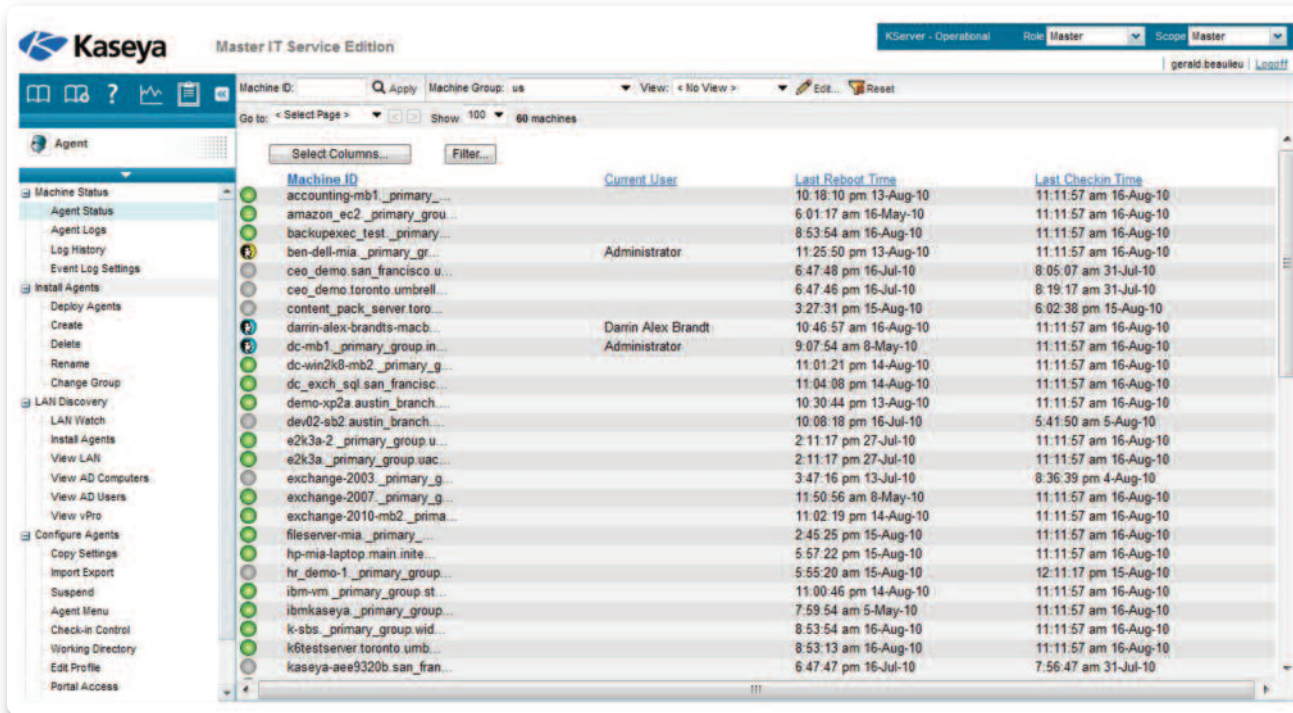 Kaseya Master IT Service Edition
KServer - Operational Role Master Scope Master
gerald.beaulieu | Logoff
Machine ID: Apply Machine Group: us View: < No View > Edit... Reset
Go to: < Select Page > Show 100 60 machines
Agent
Machine Status
Agent Status
Agent Logs
Log History
Event Log Settings
Install Agents
Deploy Agents
Create
Delete
Rename
Change Group
LAN Discovery
LAN Watch
Install Agents
View LAN
View AD Computers
View AD Users
View vPro
Configure Agents
Copy Settings
Import Export
Suspend
Agent Menu
Check-in Control
Working Directory
Edit Profile
Portal Access
Select Columns... Filter...
Machine.ID Current User Last Reboot Time Last Checkin Time
accounting-mb1._primary_... 10:18:10 pm 13-Aug-10 11:11:57 am 16-Aug-10
amazon_ec2._primary_grou... 6:01:17 am 16-May-10 11:11:57 am 16-Aug-10
backupexec_test._primary... 8:53:54 am 16-Aug-10 11:11:57 am 16-Aug-10
ben-dell-mia._primary_gr... Administrator 11:25:50 pm 13-Aug-10 11:11:57 am 16-Aug-10
ceo_demo.san_francisco.u... 6:47:48 pm 16-Jul-10 8:05:07 am 31-Jul-10
ceo_demo.toronto.umbrell... 6:47:46 pm 16-Jul-10 8:19:17 am 31-Jul-10
content_pack_server.toro... 3:27:31 pm 15-Aug-10 6:02:38 pm 15-Aug-10
darrin-alex-brandts-macb... Darrin Alex Brandt 10:46:57 am 16-Aug-10 11:11:57 am 16-Aug-10
dc-mb1._primary_group.in... Administrator 9:07:54 am 8-May-10 11:11:57 am 16-Aug-10
dc-win2k8-mb2._primary_g... 11:01:21 pm 14-Aug-10 11:11:57 am 16-Aug-10
dc_exch_sql.san_francisc... 11:04:08 pm 14-Aug-10 11:11:57 am 16-Aug-10
demo-xp2a.austin_branch.... 10:30:44 pm 13-Aug-10 11:11:57 am 16-Aug-10
dev02-sb2.austin_branch.... 10:08:18 pm 16-Jul-10 5:41:50 am 5-Aug-10
e2k3a-2._primary_group.u... 2:11:17 pm 27-Jul-10 11:11:57 am 16-Aug-10
e2k3a._primary_group.uac... 2:11:17 pm 27-Jul-10 11:11:57 am 16-Aug-10
exchange-2003._primary_g... 3:47:16 pm 13-Jul-10 8:36:39 pm 4-Aug-10
exchange-2007._primary_g... 11:50:56 am 8-May-10 11:11:57 am 16-Aug-10
exchange-2010-mb2._prima... 11:02:19 pm 14-Aug-10 11:11:57 am 16-Aug-10
fileserver-mia._primary_... 2:45:25 pm 15-Aug-10 11:11:57 am 16-Aug-10
hp-mia-laptop.main.inite... 5:57:22 pm 15-Aug-10 11:11:57 am 16-Aug-10
hr_demo-1._primary_group... 5:55:20 am 15-Aug-10 12:11:17 pm 15-Aug-10
ibm-vm._primary_group.st... 11:00:46 pm 14-Aug-10 11:11:57 am 16-Aug-10
ibmkaseya._primary_group... 7:59:54 am 5-May-10 11:11:57 am 16-Aug-10
k-sbs._primary_group.wid... 8:53:54 am 16-Aug-10 11:11:57 am 16-Aug-10
k6testserver.toronto.umb... 8:53:13 am 16-Aug-10 11:11:57 am 16-Aug-10
kaseya-aee9320b.san_fran... 6:47:47 pm 16-Jul-10 7:56:47 am 31-Jul-10